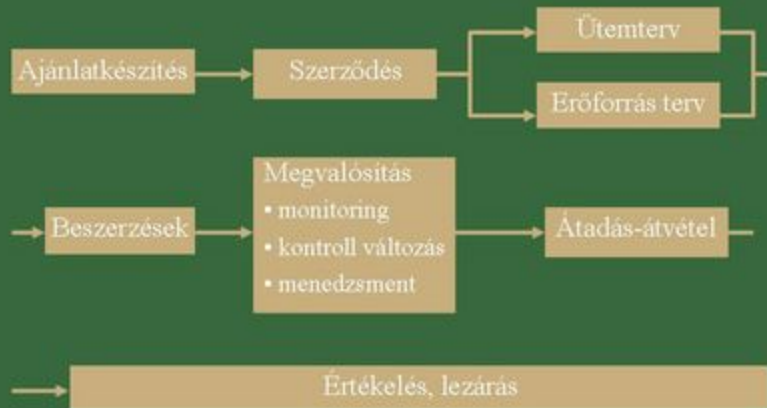 Ajánlatkészítés
Szerződés
Ütemterv
Erőforrás terv
Beszerzések
Megvalósítás
• monitoring
• kontroll változás
• menedzsment
Átadás-átvétel
Értékelés, lezárás